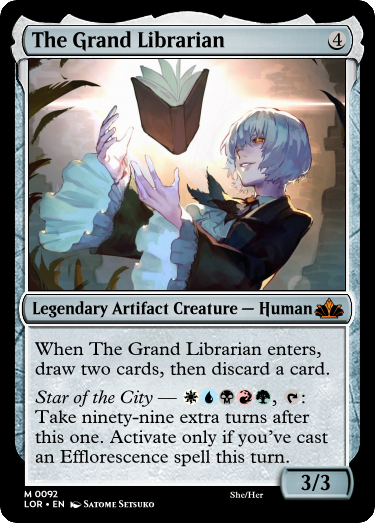 The Grand Librarian 4
Legendary Artifact Creature — Human
When The Grand Librarian enters,
draw two cards, then discard a card.
Star of the City — , :
Take ninety-nine extra turns after
this one. Activate only if you've cast
an Efflorescence spell this turn.
3/3
M 0092 She/Her
LOR • EN Satome Setsuko